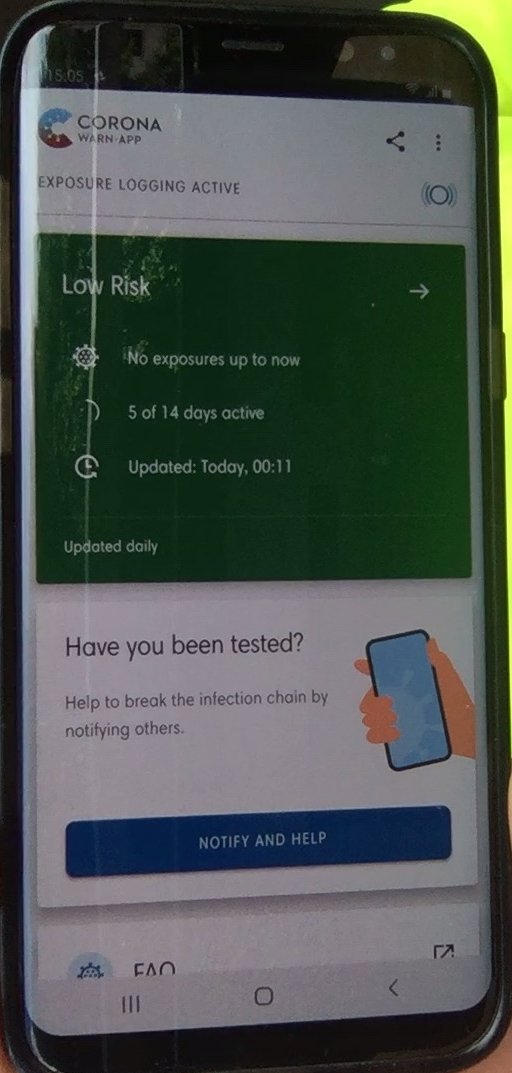 15:05
CORONA
WARN-APP
EXPOSURE LOGGING ACTIVE
Low Risk
No exposures up to now
5 of 14 days active
Updated: Today, 00:11
Updated daily
Have you been tested?
Help to break the infection chain by
notifying others.
NOTIFY AND HELP
FAQ